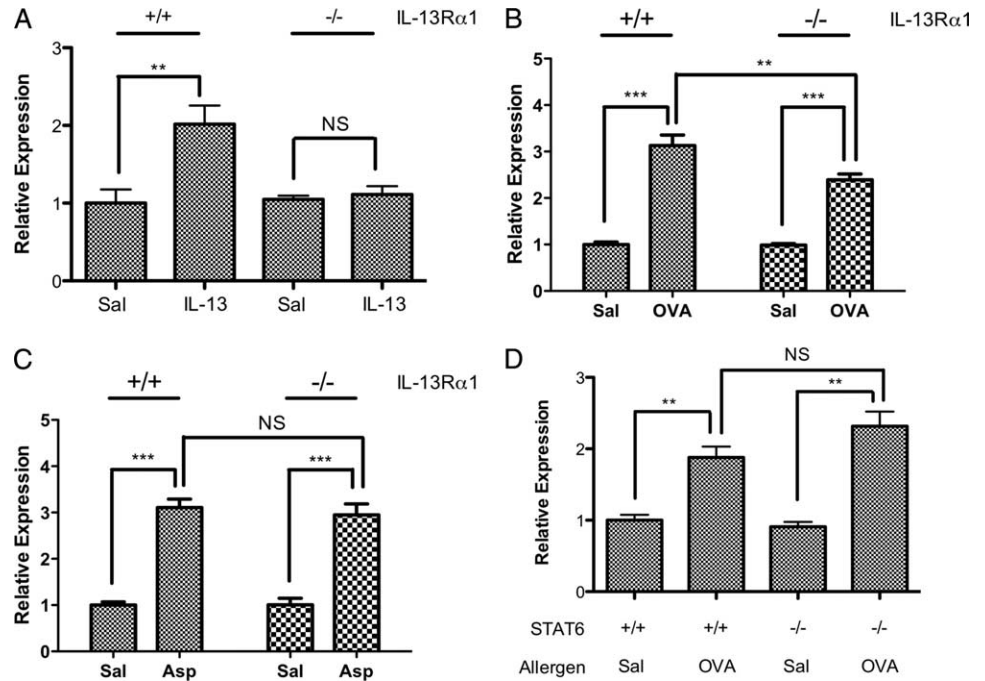 A
+/+
-/-
IL-13Rα1
3
2
1
0
Relative Expression
**
NS
Sal
IL-13
Sal
IL-13
B
+/+
-/-
IL-13Rα1
5
4
3
2
1
0
Relative Expression
***
**
***
Sal
OVA
Sal
OVA
C
+/+
-/-
IL-13Rα1
5
4
3
2
1
0
Relative Expression
***
NS
***
Sal
Asp
Sal
Asp
D
NS
3
2
1
0
Relative Expression
**
**
STAT6 +/+ +/+ -/- -/-
Allergen Sal OVA Sal OVA